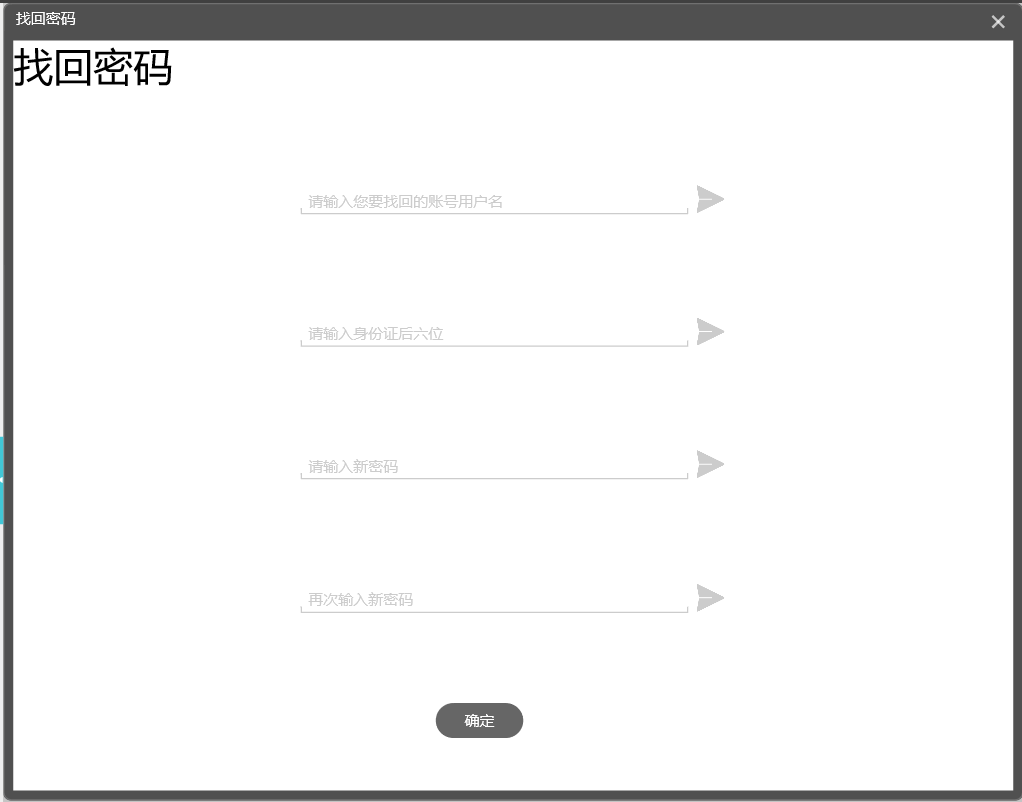 找回密码
找回密码
请输入您要找回的账号用户名
请输入身份证后六位
请输入新密码
再次输入新密码
确定